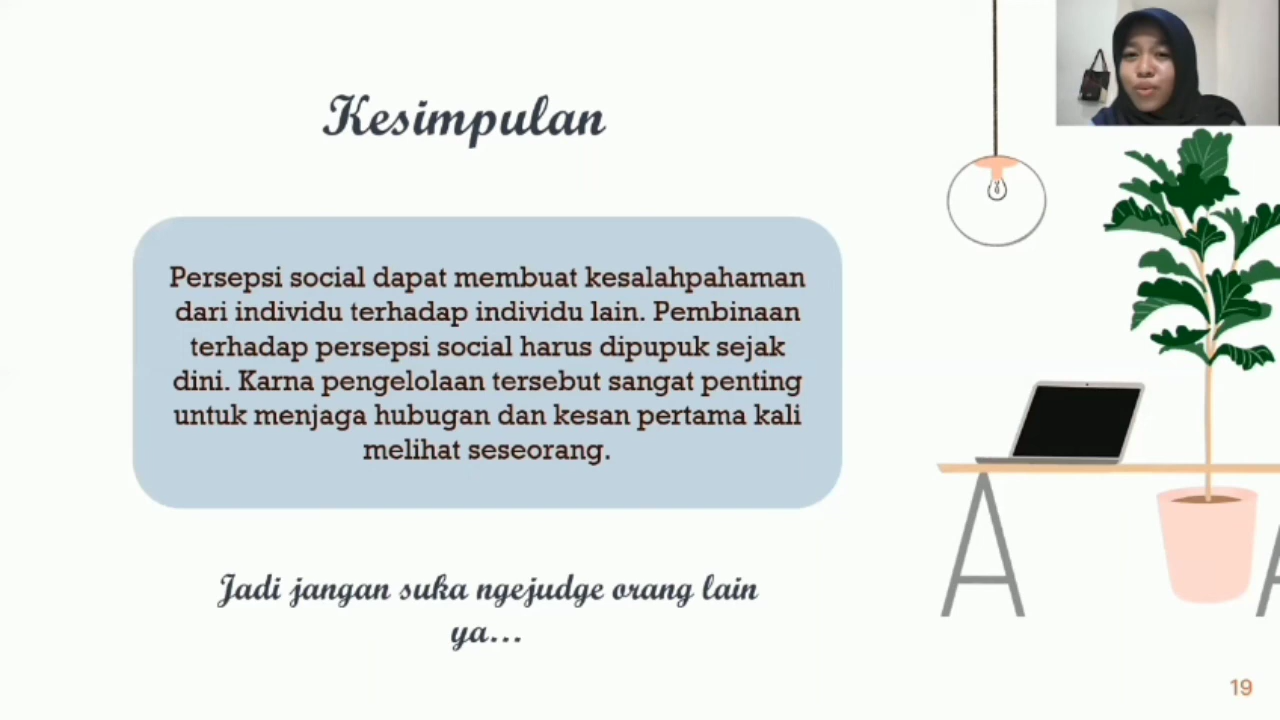 Kesimpulan
Persepsi social dapat membuat kesalahpahaman
dari individu terhadap individu lain. Pembinaan
terhadap persepsi social harus dipupuk sejak
dini. Karna pengelolaan tersebut sangat penting
untuk menjaga hubugan dan kesan pertama kali
melihat seseorang.
Jadi jangan suka ngejudge orang lain
ya...
19